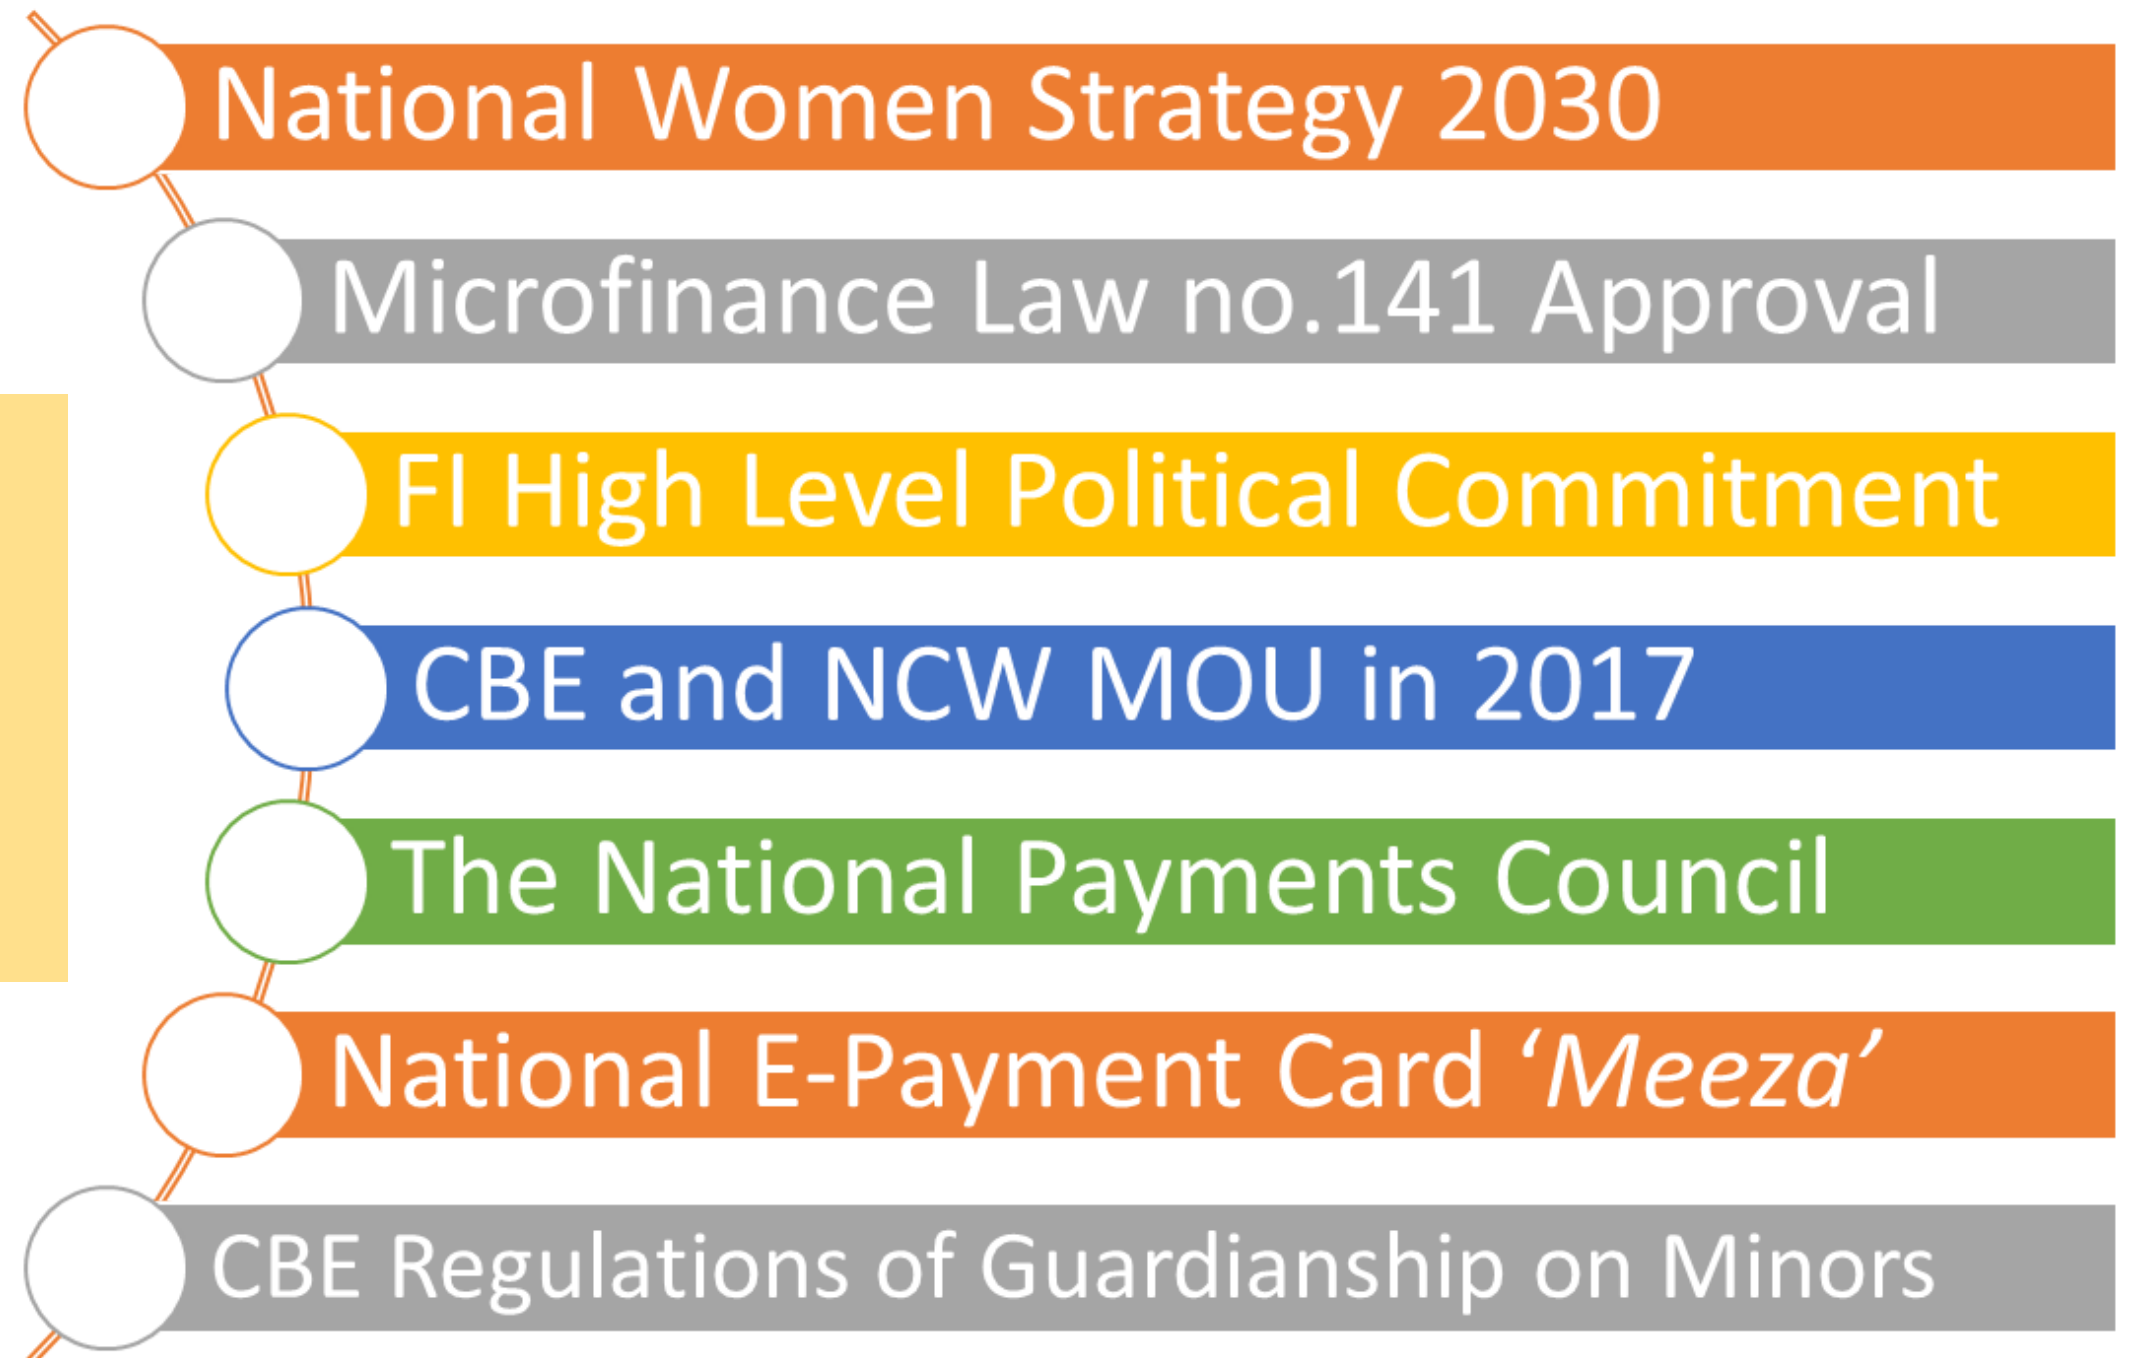 National Women Strategy 2030
Microfinance Law no.141 Approval
FI High Level Political Commitment
CBE and NCW MOU in 2017
The National Payments Council
National E-Payment Card ‘Meeza’
CBE Regulations of Guardianship on Minors